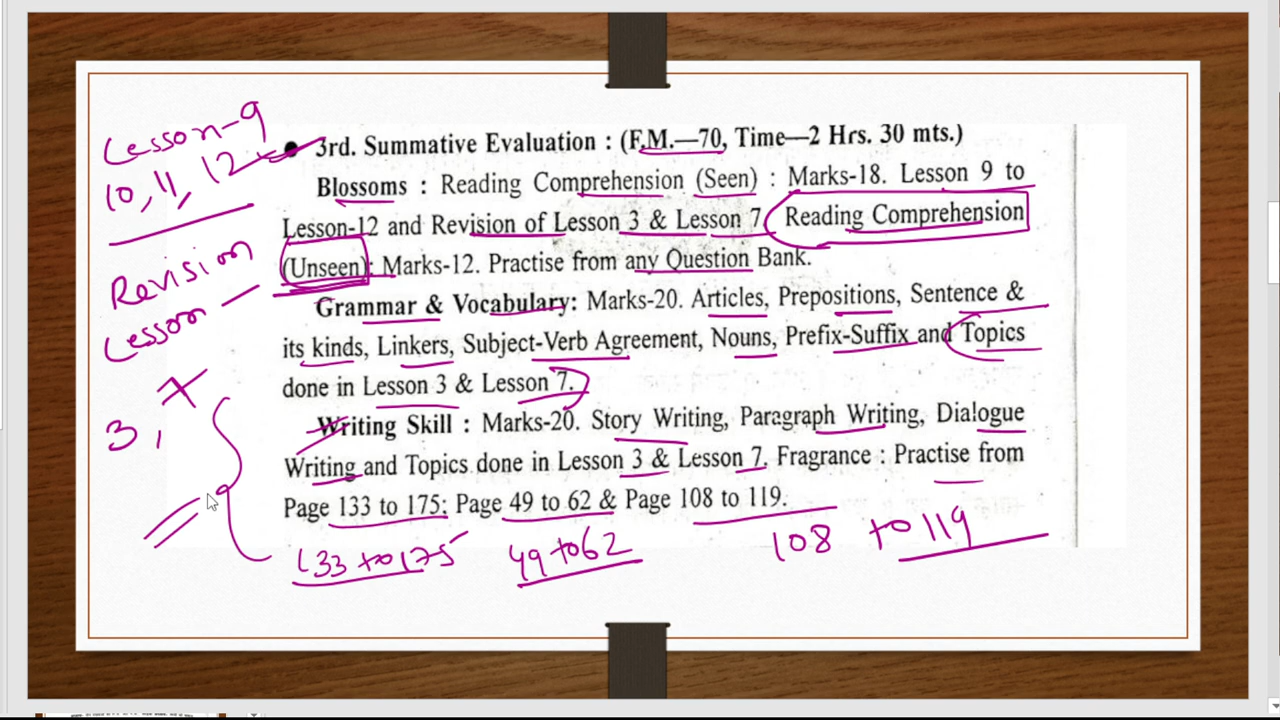 Lesson-9
10, 11, 12
Revision
Lesson –
3, 7
● 3rd. Summative Evaluation : (F.M.—70, Time—2 Hrs. 30 mts.)
Blossoms : Reading Comprehension (Seen) : Marks-18. Lesson 9 to
Lesson-12 and Revision of Lesson 3 & Lesson 7 Reading Comprehension
(Unseen): Marks-12. Practise from any Question Bank.
Grammar & Vocabulary: Marks-20. Articles, Prepositions, Sentence &
its kinds, Linkers, Subject-Verb Agreement, Nouns, Prefix-Suffix and Topics
done in Lesson 3 & Lesson 7.
Writing Skill : Marks-20. Story Writing, Paragraph Writing, Dialogue
Writing and Topics done in Lesson 3 & Lesson 7. Fragrance : Practise from
Page 133 to 175; Page 49 to 62 & Page 108 to 119.
133 to 175 49 to 62 108 to 119